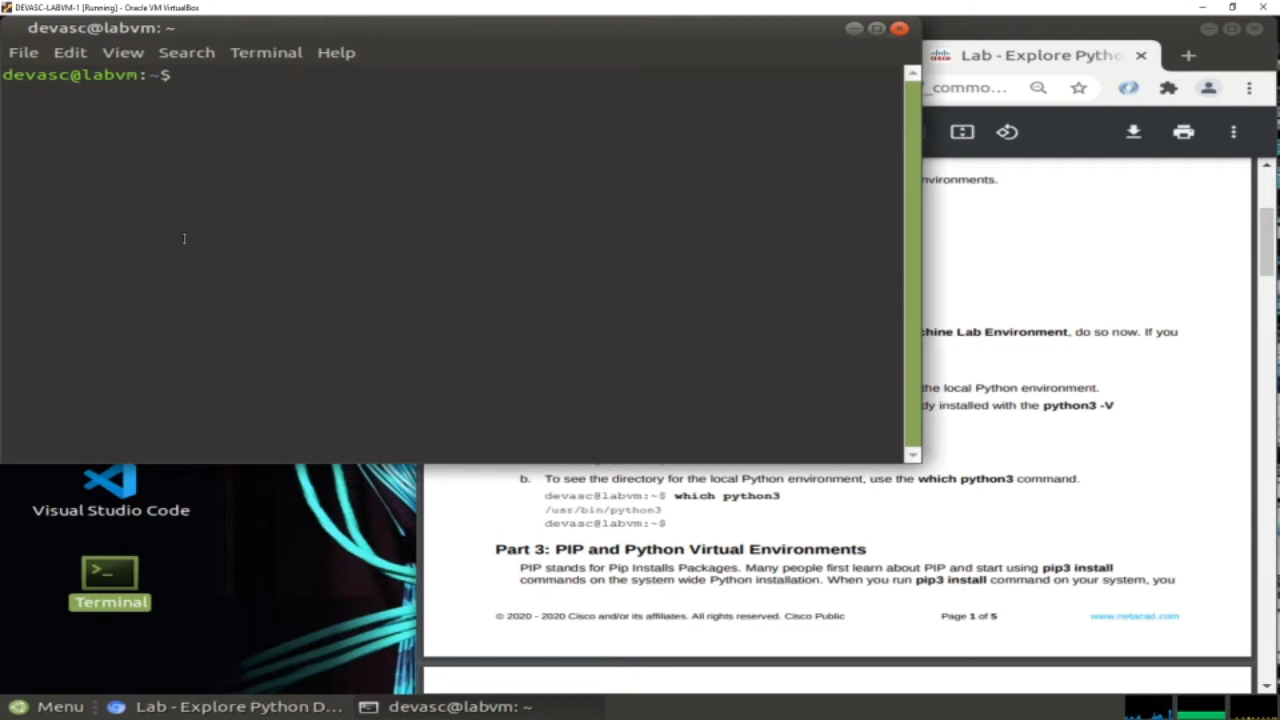 DEVASC-LABVM-1 [Running] - Oracle VM VirtualBox
devasc@labvm: ~
File Edit View Search Terminal Help
devasc@labvm:~$
Lab - Explore Pytho
_commo...
nvironments.
chine Lab Environment, do so now. If you
the local Python environment.
dy installed with the python3 -V
b. To see the directory for the local Python environment, use the which python3 command.
devasc@labvm:~$ which python3
/usr/bin/python3
devasc@labvm:~$
Part 3: PIP and Python Virtual Environments
PIP stands for Pip Installs Packages. Many people first learn about PIP and start using pip3 install
commands on the system wide Python installation. When you run pip3 install command on your system, you
© 2020 - 2020 Cisco and/or its affiliates. All rights reserved. Cisco Public Page 1 of 5 www.netacad.com
Visual Studio Code
Terminal
Menu Lab - Explore Python D... devasc@labvm: ~